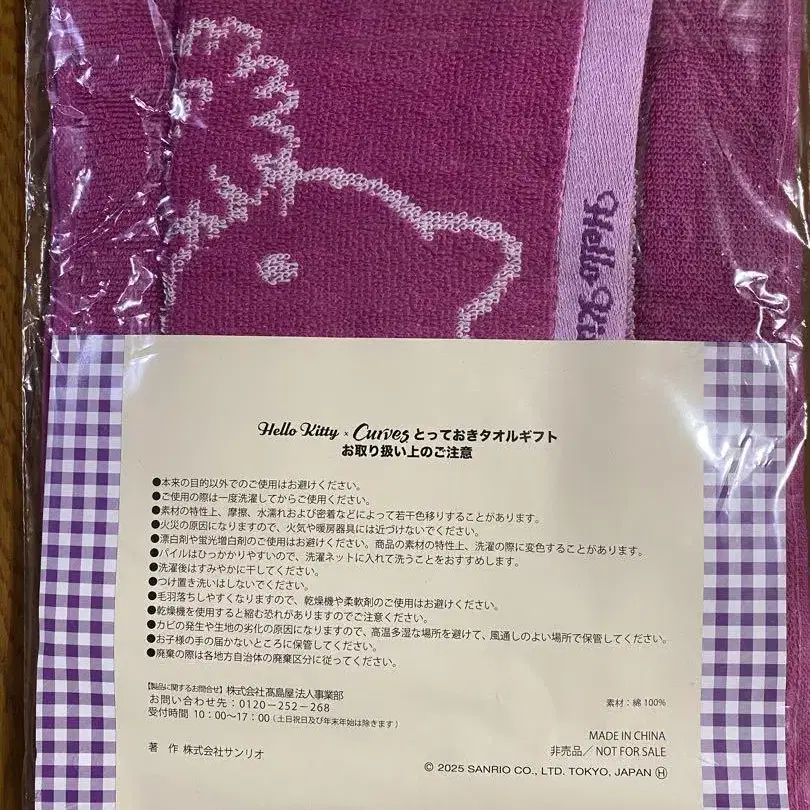 Hello Ki
Hello Kitty × Curves とっておきタオルギフト
お取り扱い上のご注意
●本来の目的以外でのご使用はお避けください。
●ご使用の際は一度洗濯してからご使用ください。
●素材の特性上、摩擦、水濡れおよび密着などによって若干色移りすることがあります。
●火災の原因になりますので、火気や暖房器具には近づけないでください。
●漂白剤や蛍光増白剤のご使用はお避けください。商品の素材の特性上、洗濯の際に変色することがあります。
●パイルはひっかかりやすいので、洗濯ネットに入れて洗うことをおすすめします。
●洗濯後はすみやかに干してください。
●つけ置き洗いはしないでください。
●毛羽落ちしやすくなりますので、乾燥機や柔軟剤のご使用はお避けください。
●乾燥機を使用すると縮む恐れがありますのでご注意ください。
●カビの発生や生地の劣化の原因になりますので、高温多湿な場所を避けて、風通しのよい場所で保管してください。
●お子様の手の届かないところに保管してください。
●廃棄の際は各地方自治体の廃棄区分に従ってください。
【製品に関するお問合せ】株式会社髙島屋法人事業部
お問い合わせ先:0120-252-268
受付時間 10:00〜17:00(土日祝日及び年末年始は除きます)
素材:綿 100%
著 作 株式会社サンリオ
MADE IN CHINA
非売品/ NOT FOR SALE
© 2025 SANRIO CO., LTD. TOKYO, JAPAN Ⓗ